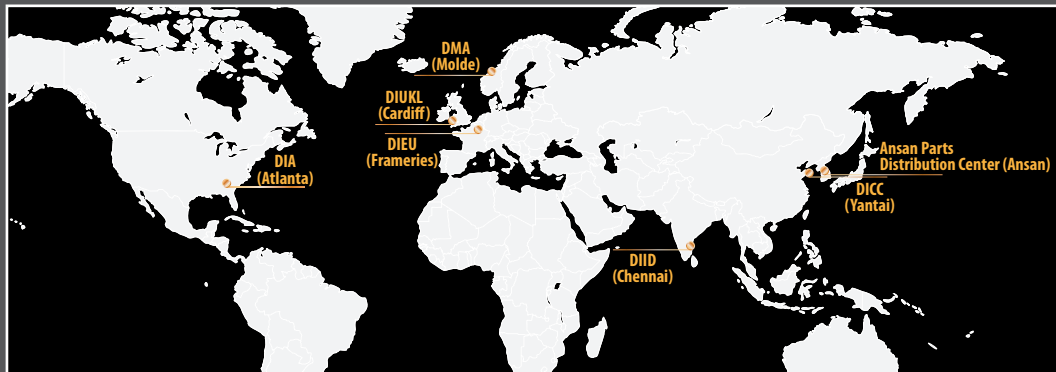 DMA
(Molde)
DIUKL
(Cardiff)
DIEU
(Frameries)
DIA
(Atlanta)
Ansan Parts
Distribution Center (Ansan)
DICC
(Yantai)
DIID
(Chennai)